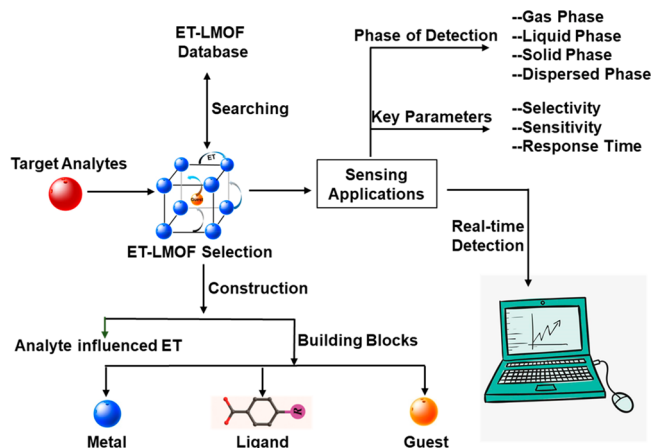 ET-LMOF
Database
Searching
Target Analytes
ET
Guest
ET-LMOF Selection
Construction
Analyte influenced ET
Building Blocks
Metal
R
Ligand
Guest
Sensing
Applications
Phase of Detection
--Gas Phase
--Liquid Phase
--Solid Phase
--Dispersed Phase
Key Parameters
--Selectivity
--Sensitivity
--Response Time
Real-time
Detection